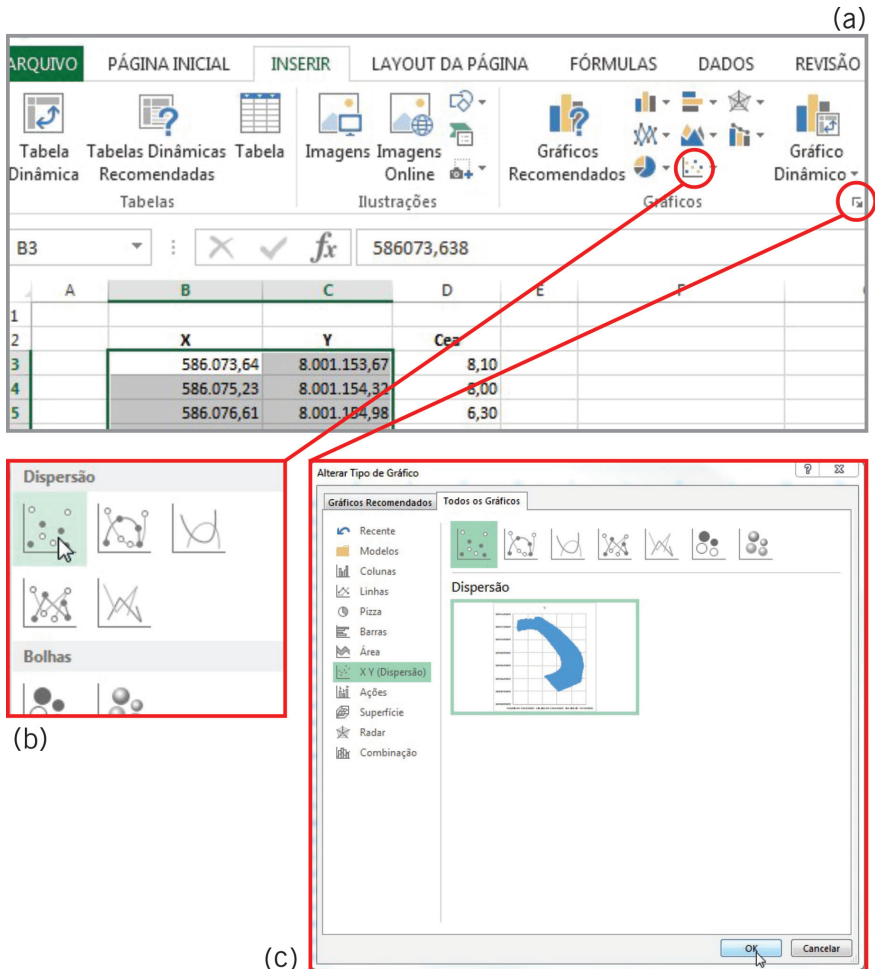 (a)
ARQUIVO PÁGINA INICIAL INSERIR LAYOUT DA PÁGINA FÓRMULAS DADOS REVISÃO
Tabela Dinâmica
Tabelas Dinâmicas Recomendadas
Tabela
Imagens
Imagens Online
Gráficos Recomendados
Gráfico Dinâmico
Tabelas Ilustrações Gráficos
B3 fx 586073,638
A B C D E F
1
2 X Y Cea
3 586.073,64 8.001.153,67 8,10
4 586.075,23 8.001.154,32 8,00
5 586.076,61 8.001.154,98 6,30
Dispersão
Bolhas
(b)
Alterar Tipo de Gráfico
Gráficos Recomendados Todos os Gráficos
Recente
Modelos
Colunas
Linhas
Pizza
Barras
Área
X Y (Dispersão)
Ações
Superfície
Radar
Combinação
Dispersão
OK Cancelar
(c)